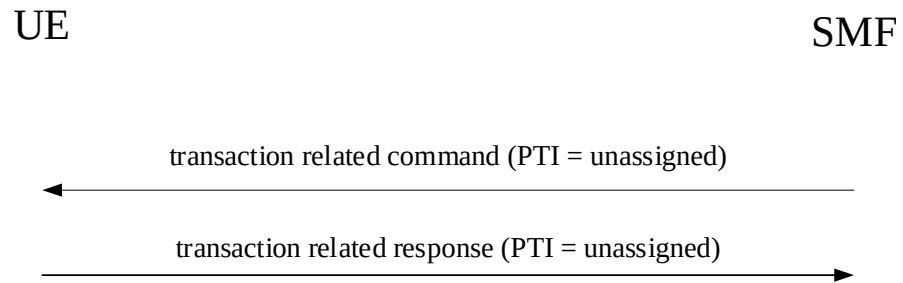 UE
SMF
transaction related command (PTI = unassigned)
transaction related response (PTI = unassigned)